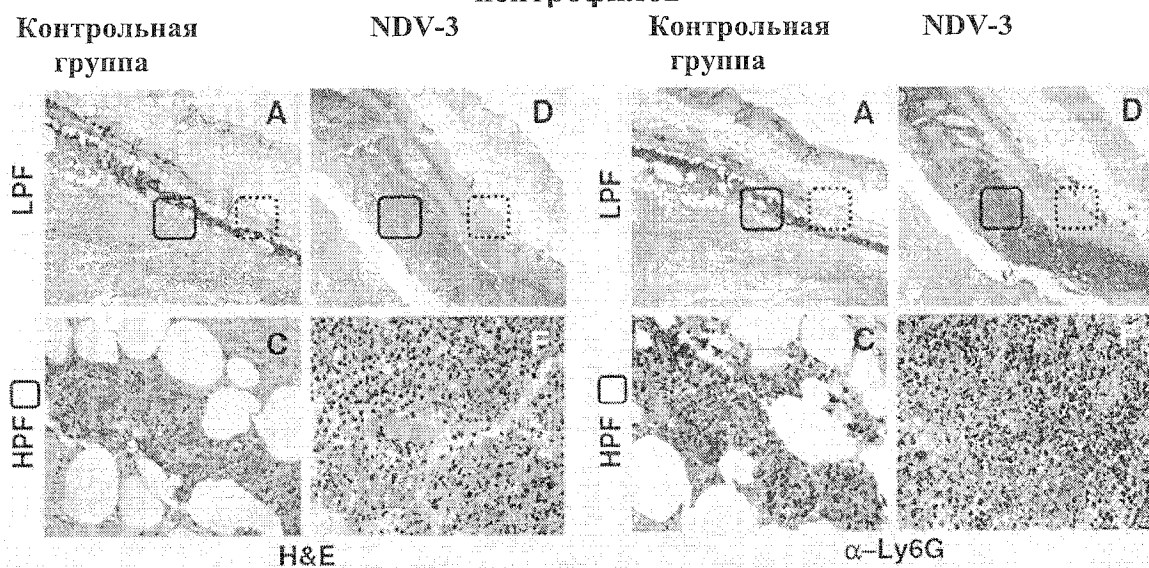 Контрольная группа NDV-3 Контрольная группа NDV-3
A D A D
LPF LPF
C C
HPF HPF
H&E α–Ly6G